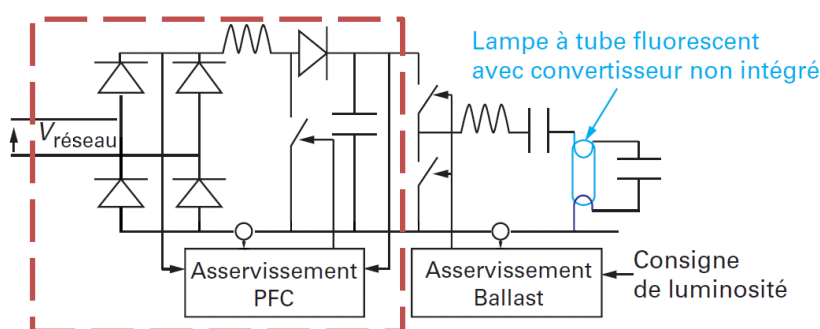 Lampe à tube fluorescent
avec convertisseur non intégré
Vréseau
Asservissement
PFC
Asservissement
Ballast
Consigne
de luminosité